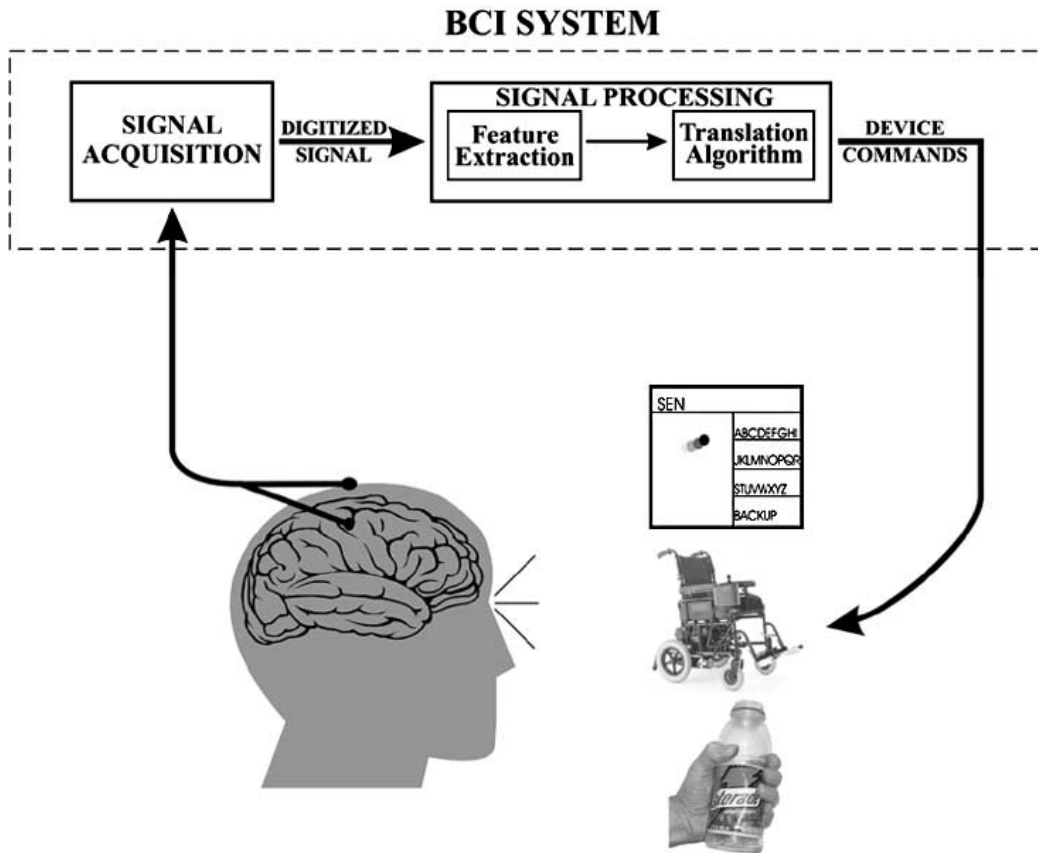 BCI SYSTEM
SIGNAL
ACQUISITION
DIGITIZED
SIGNAL
SIGNAL PROCESSING
Feature
Extraction
Translation
Algorithm
DEVICE
COMMANDS
SEN
ABCDEFGHI
JKLMNOPQR
STUVWXYZ
BACKUP